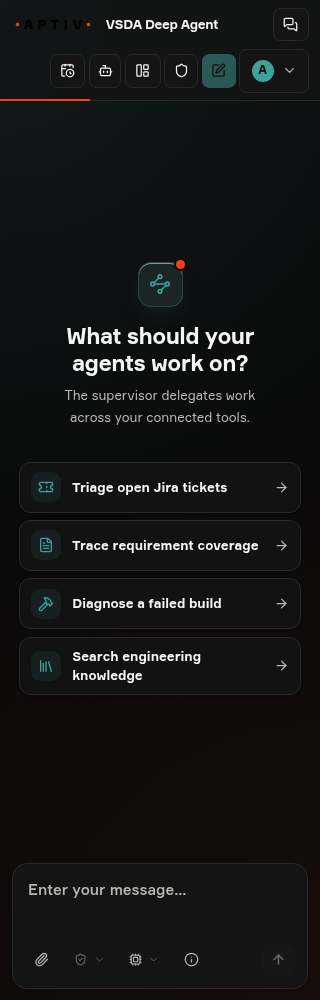 • A P T I V •
VSDA Deep Agent
A
What should your
agents work on?
The supervisor delegates work
across your connected tools.
Triage open Jira tickets
Trace requirement coverage
Diagnose a failed build
Search engineering
knowledge
Enter your message...